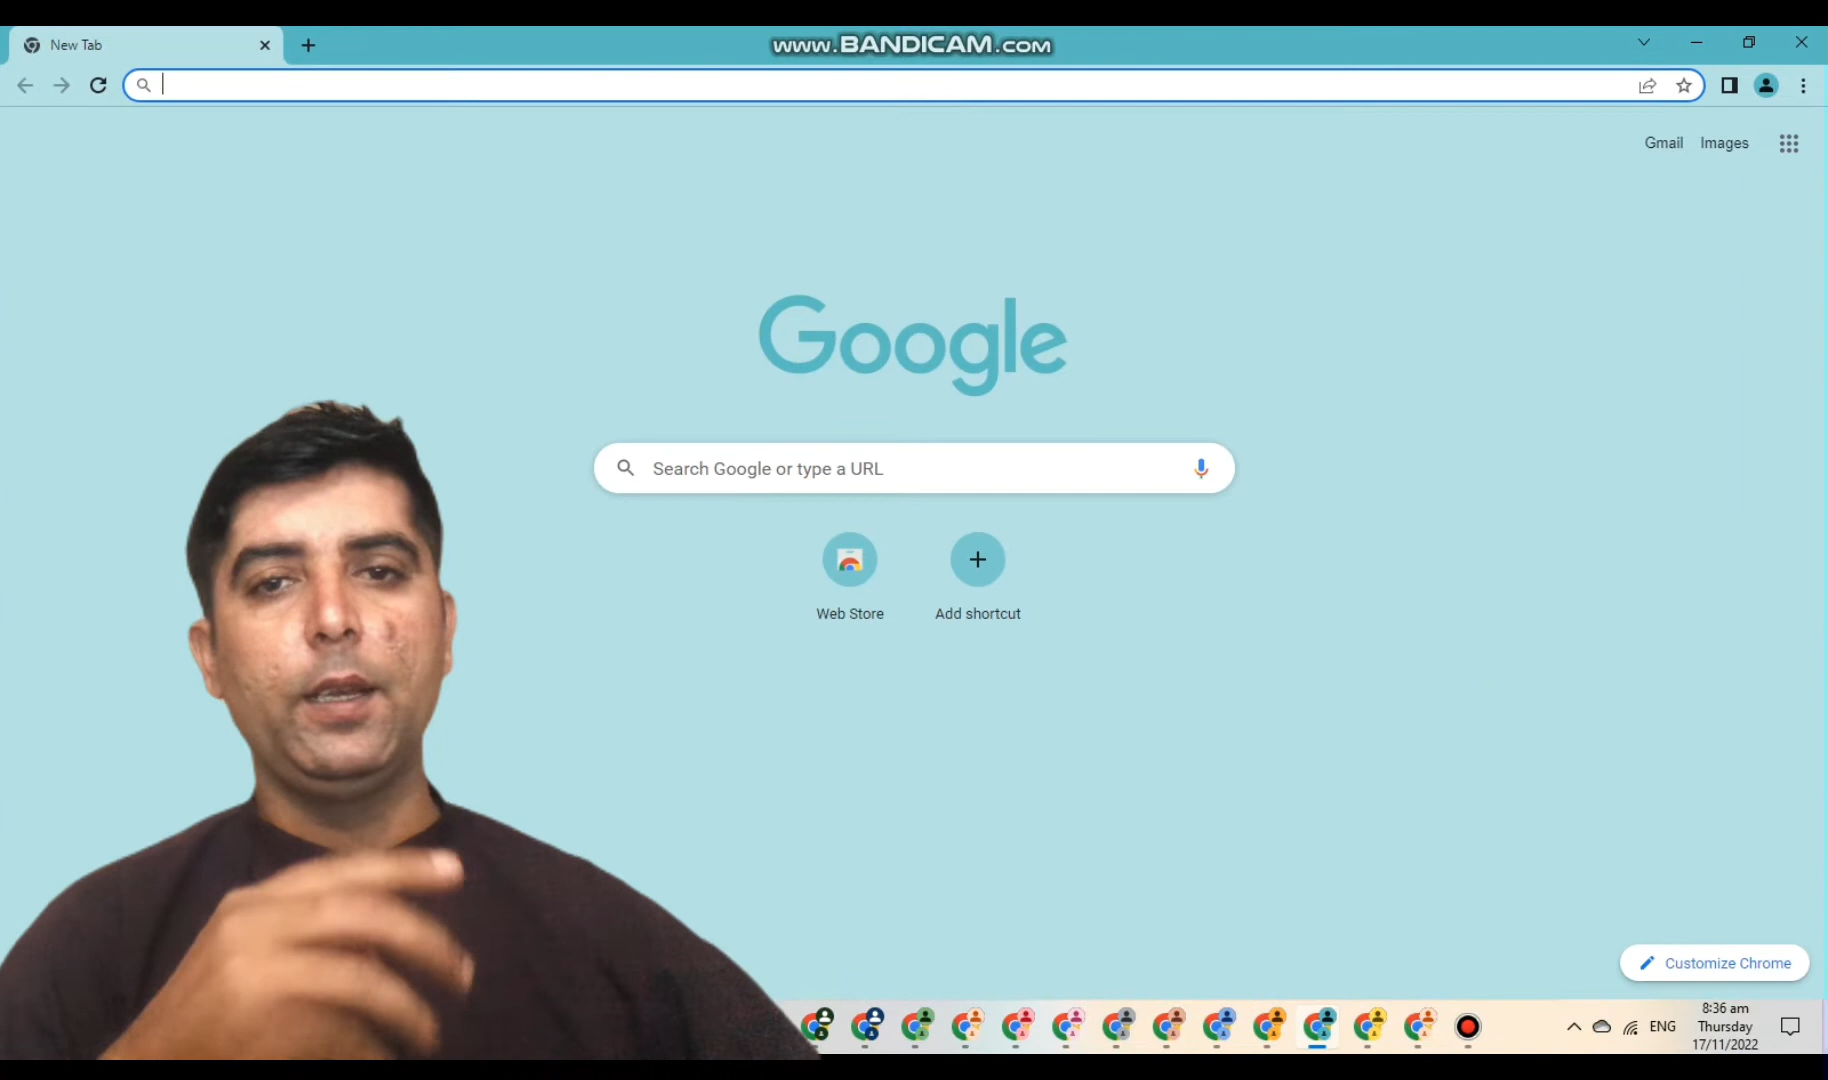 New Tab
www.BANDICAM.com
Gmail Images
Google
Search Google or type a URL
Web Store
Add shortcut
Customize Chrome
8:36 am
ENG
Thursday
17/11/2022